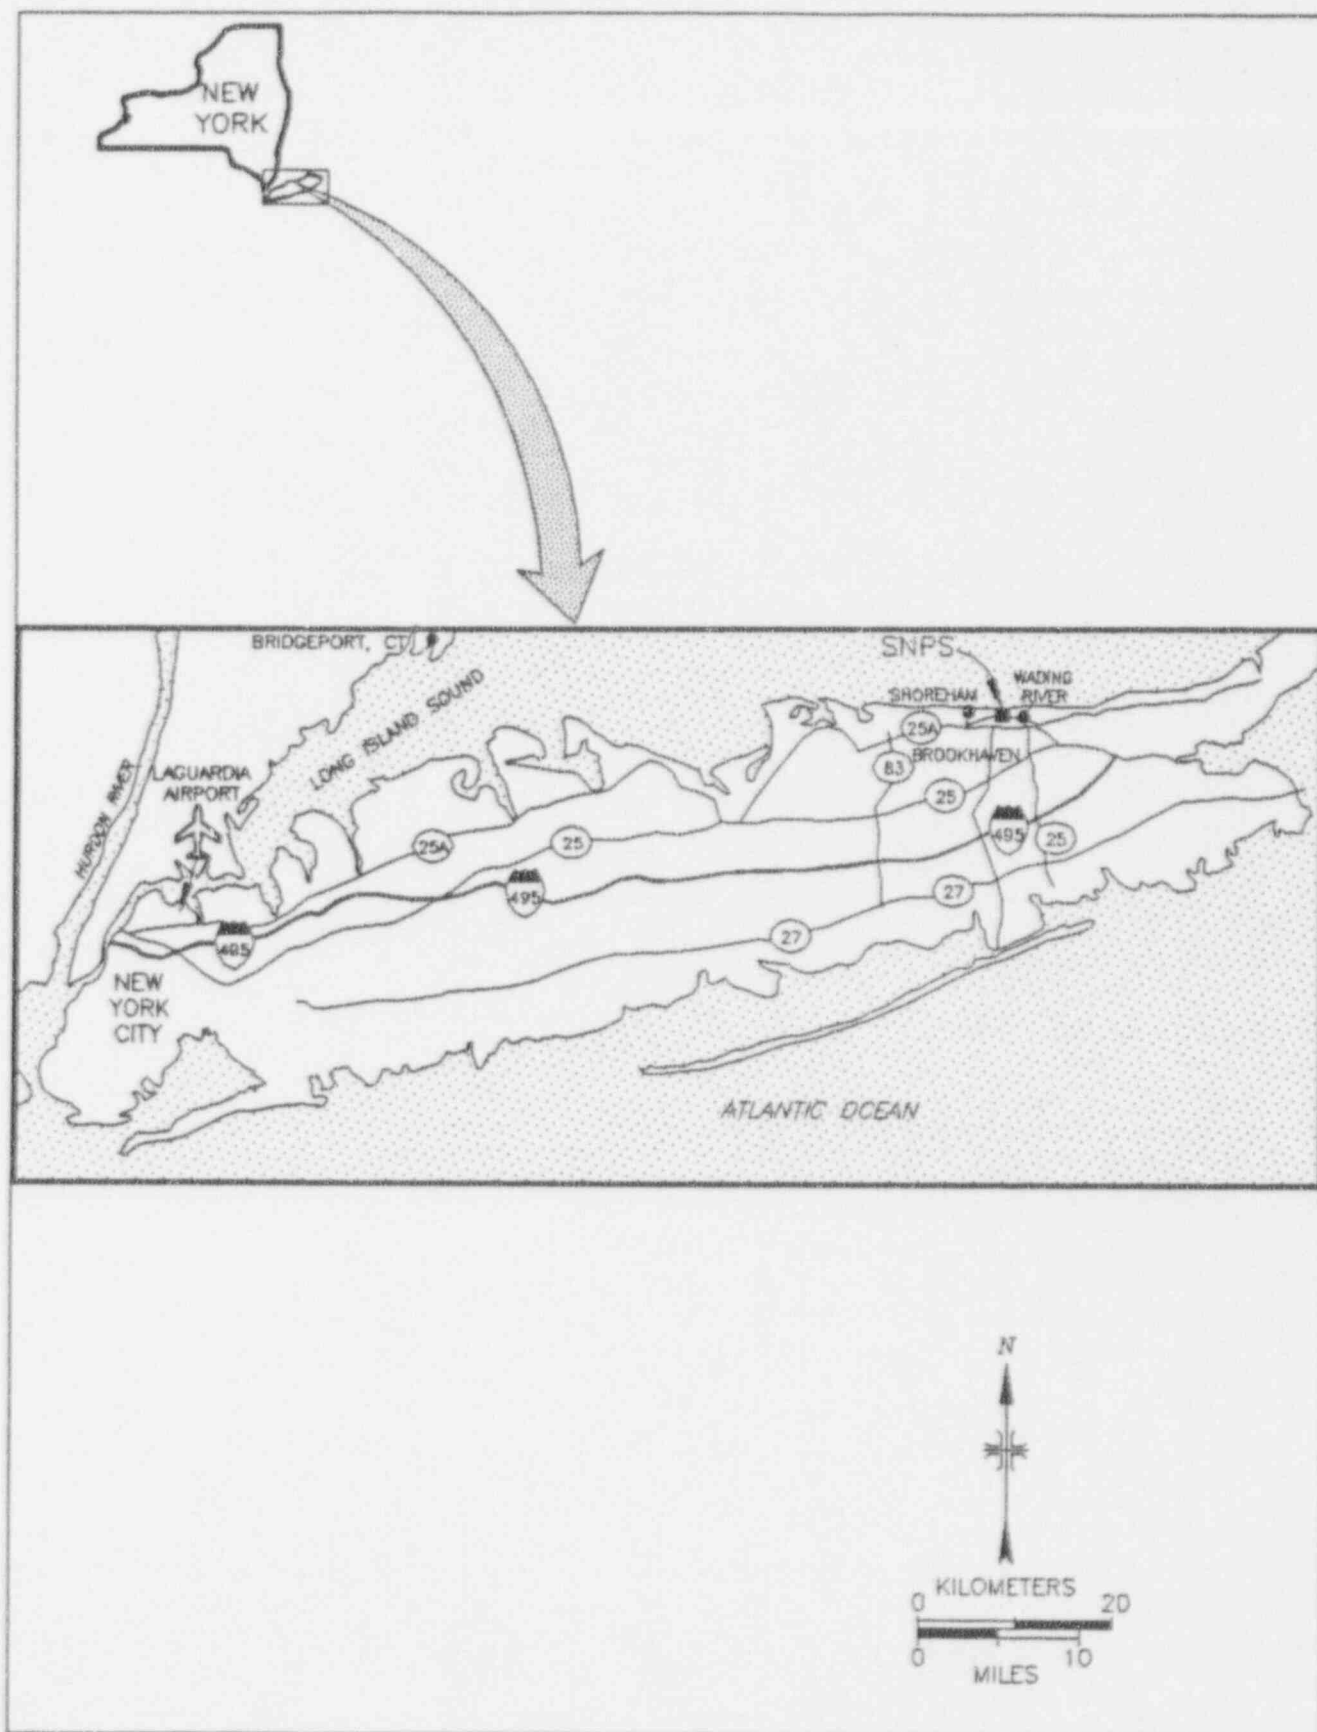 NEW
YORK
BRIDGEPORT, CT
SNPS
WADING
RIVER
SHOREHAM
LONG ISLAND SOUND
25A
BROOKHAVEN
83
LAGUARDIA
AIRPORT
HURDON RIVER
25
495
25A
25
25
495
27
495
27
NEW
YORK
CITY
ATLANTIC OCEAN
N
KILOMETERS
0 20
0 10
MILES